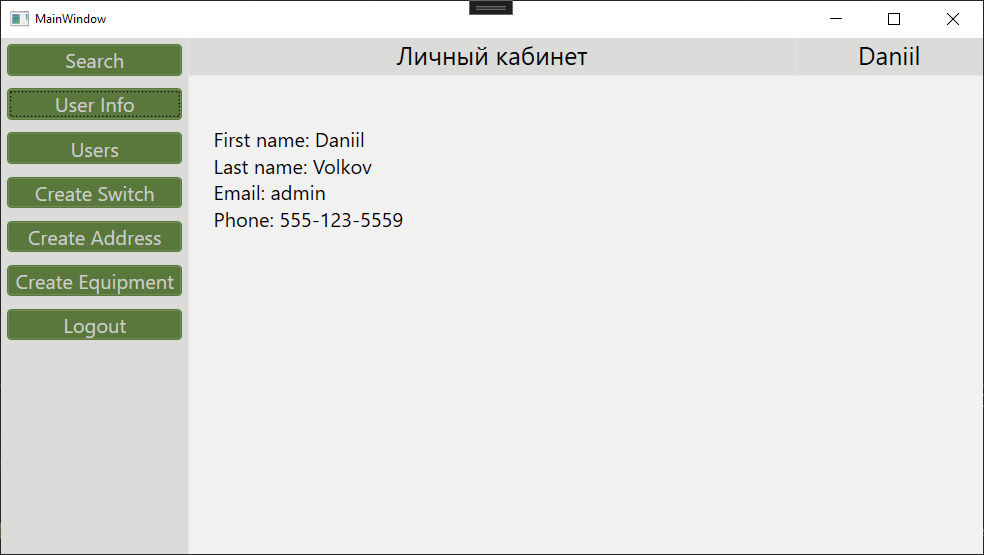 MainWindow
Search
User Info
Users
Create Switch
Create Address
Create Equipment
Logout
Личный кабинет
Daniil
First name: Daniil
Last name: Volkov
Email: admin
Phone: 555-123-5559